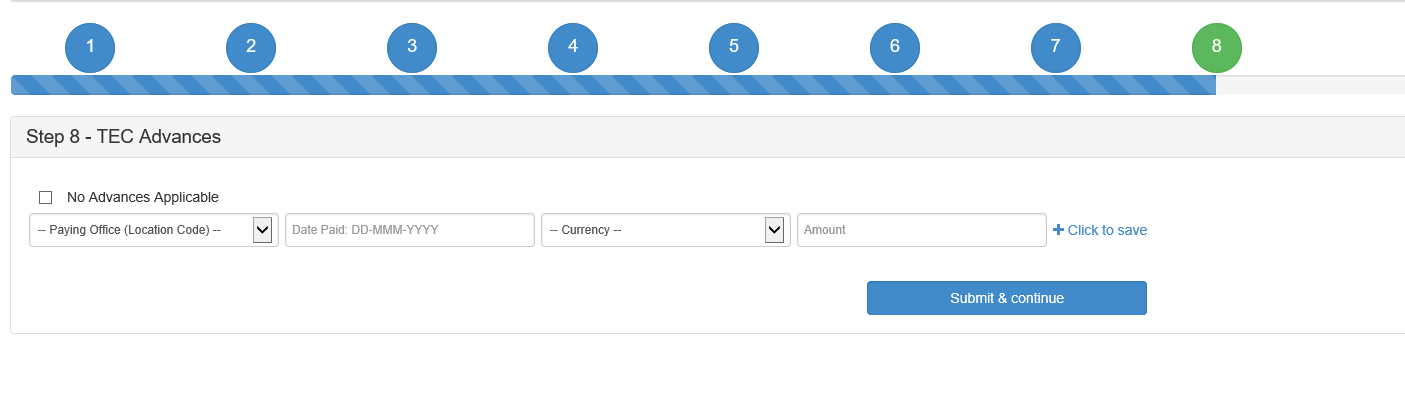 1 2 3 4 5 6 7 8
Step 8 - TEC Advances
No Advances Applicable
-- Paying Office (Location Code) -- Date Paid: DD-MMM-YYYY -- Currency -- Amount + Click to save
Submit & continue